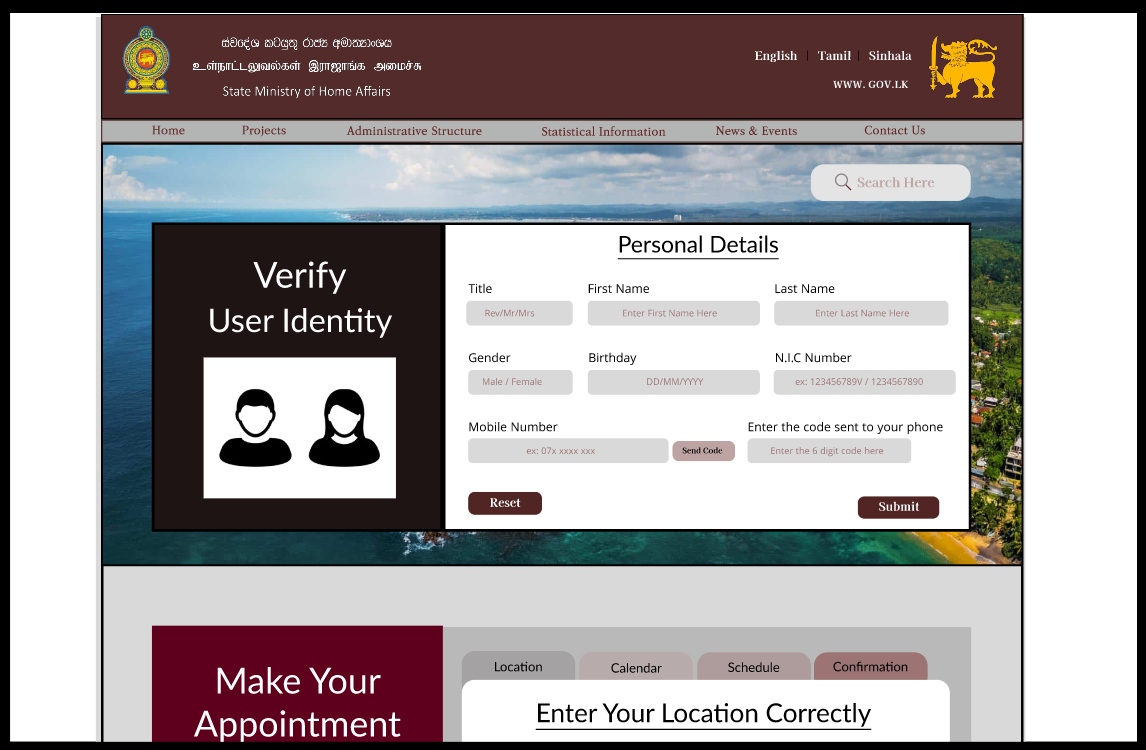 ස්වදේශ කටයුතු රාජ්‍ය අමාත්‍යාංශය
உள்நாட்டலுவல்கள் இராஜாங்க அமைச்சு
State Ministry of Home Affairs
English | Tamil | Sinhala
WWW. GOV.LK
Home Projects Administrative Structure Statistical Information News & Events Contact Us
Search Here
Verify
User Identity
Personal Details
Title First Name Last Name
Rev/Mr/Mrs Enter First Name Here Enter Last Name Here
Gender Birthday N.I.C Number
Male / Female DD/MM/YYYY ex: 123456789V / 1234567890
Mobile Number Enter the code sent to your phone
ex: 07x xxxx xxx Send Code Enter the 6 digit code here
Reset Submit
Make Your
Appointment
Location Calendar Schedule Confirmation
Enter Your Location Correctly